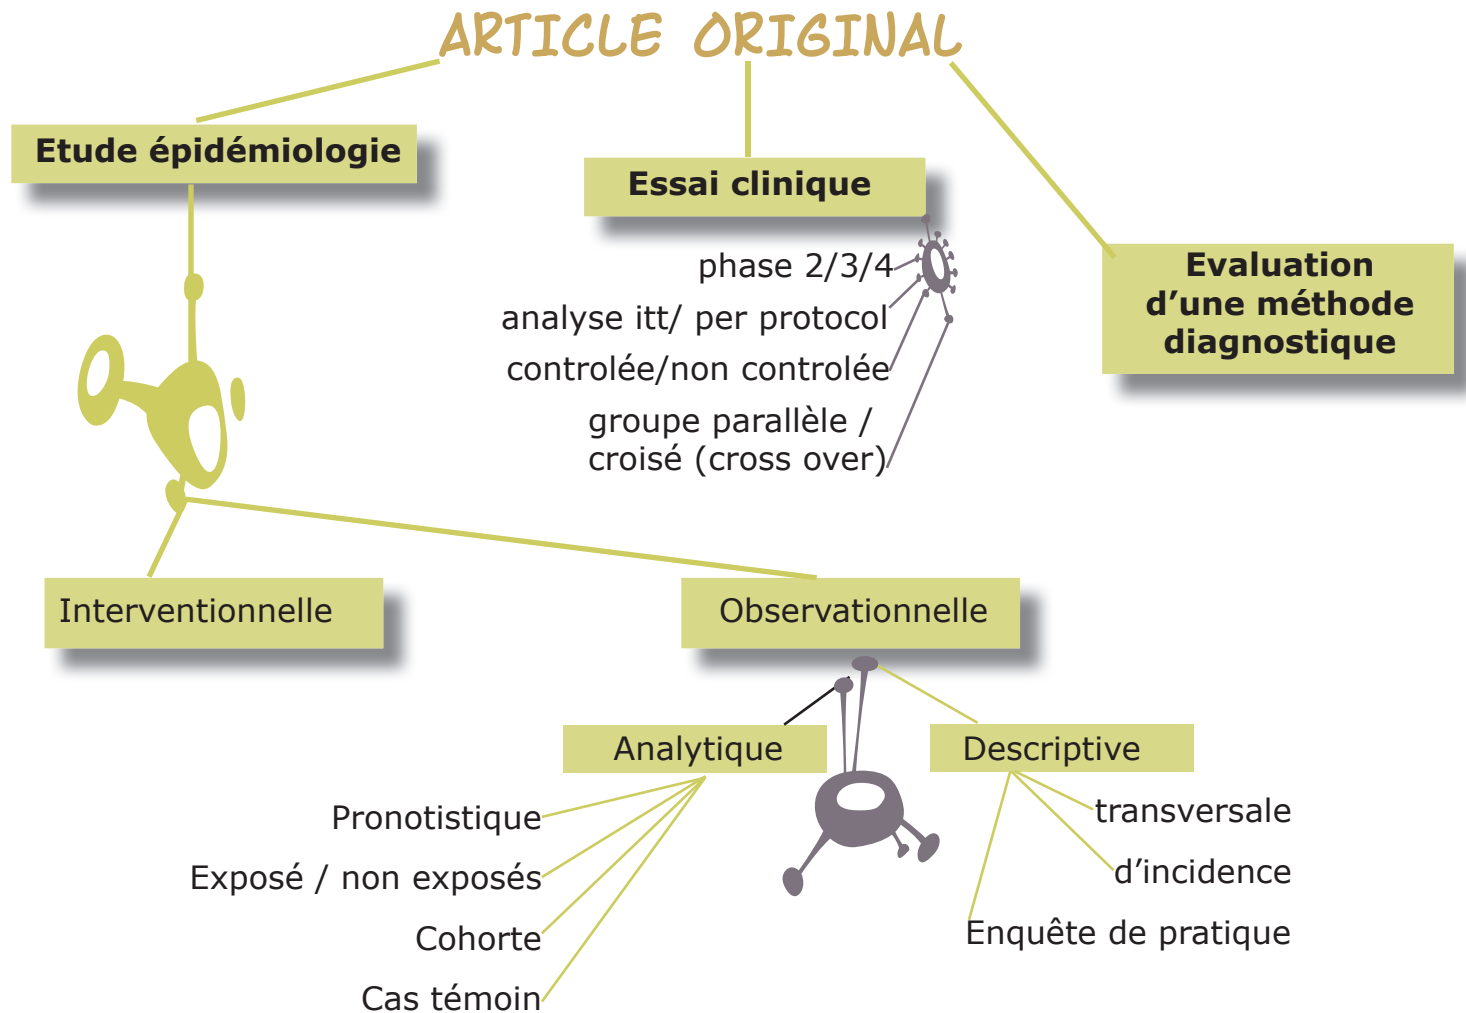 ARTICLE ORIGINAL
Etude épidémiologie
Essai clinique
phase 2/3/4
analyse itt/ per protocol
controlée/non controlée
groupe parallèle /
croisé (cross over)
Evaluation
d’une méthode
diagnostique
Interventionnelle
Observationnelle
Analytique
Pronotistique
Exposé / non exposés
Cohorte
Cas témoin
Descriptive
transversale
d’incidence
Enquête de pratique